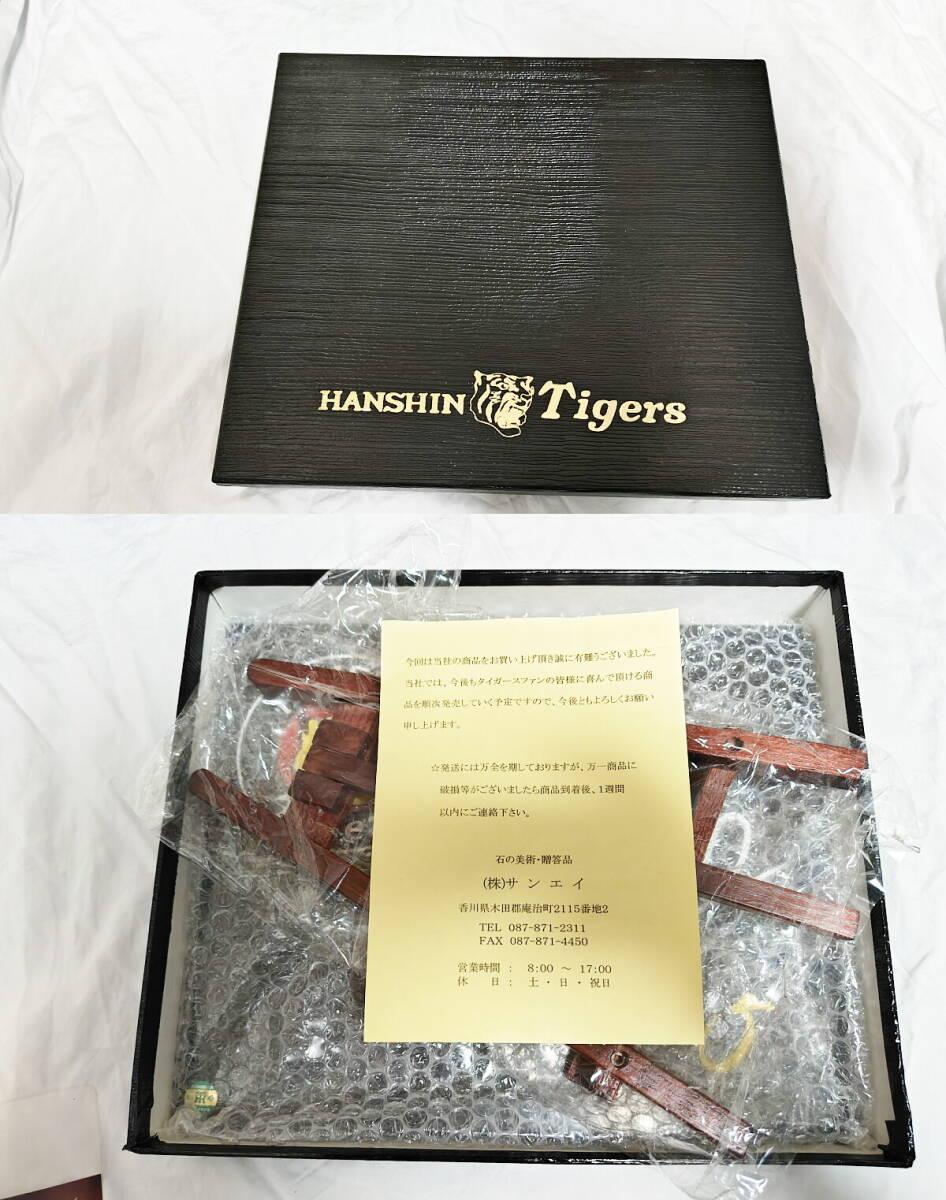 HANSHIN Tigers
今回は当社の商品をお買い上げ頂き誠に有難うございました。
当社では、今後もタイガースファンの皆様に喜んで頂ける商
品を順次発売していく予定ですので、今後ともよろしくお願い
申し上げます。
☆発送には万全を期しておりますが、万一商品に
破損等がございましたら商品到着後、1週間
以内にご連絡下さい。
石の美術・贈答品
(株)サンエイ
香川県木田郡庵治町2115番地2
TEL 087-871-2311
FAX 087-871-4450
営業時間 : 8:00 ～ 17:00
休 日 : 土・日・祝日